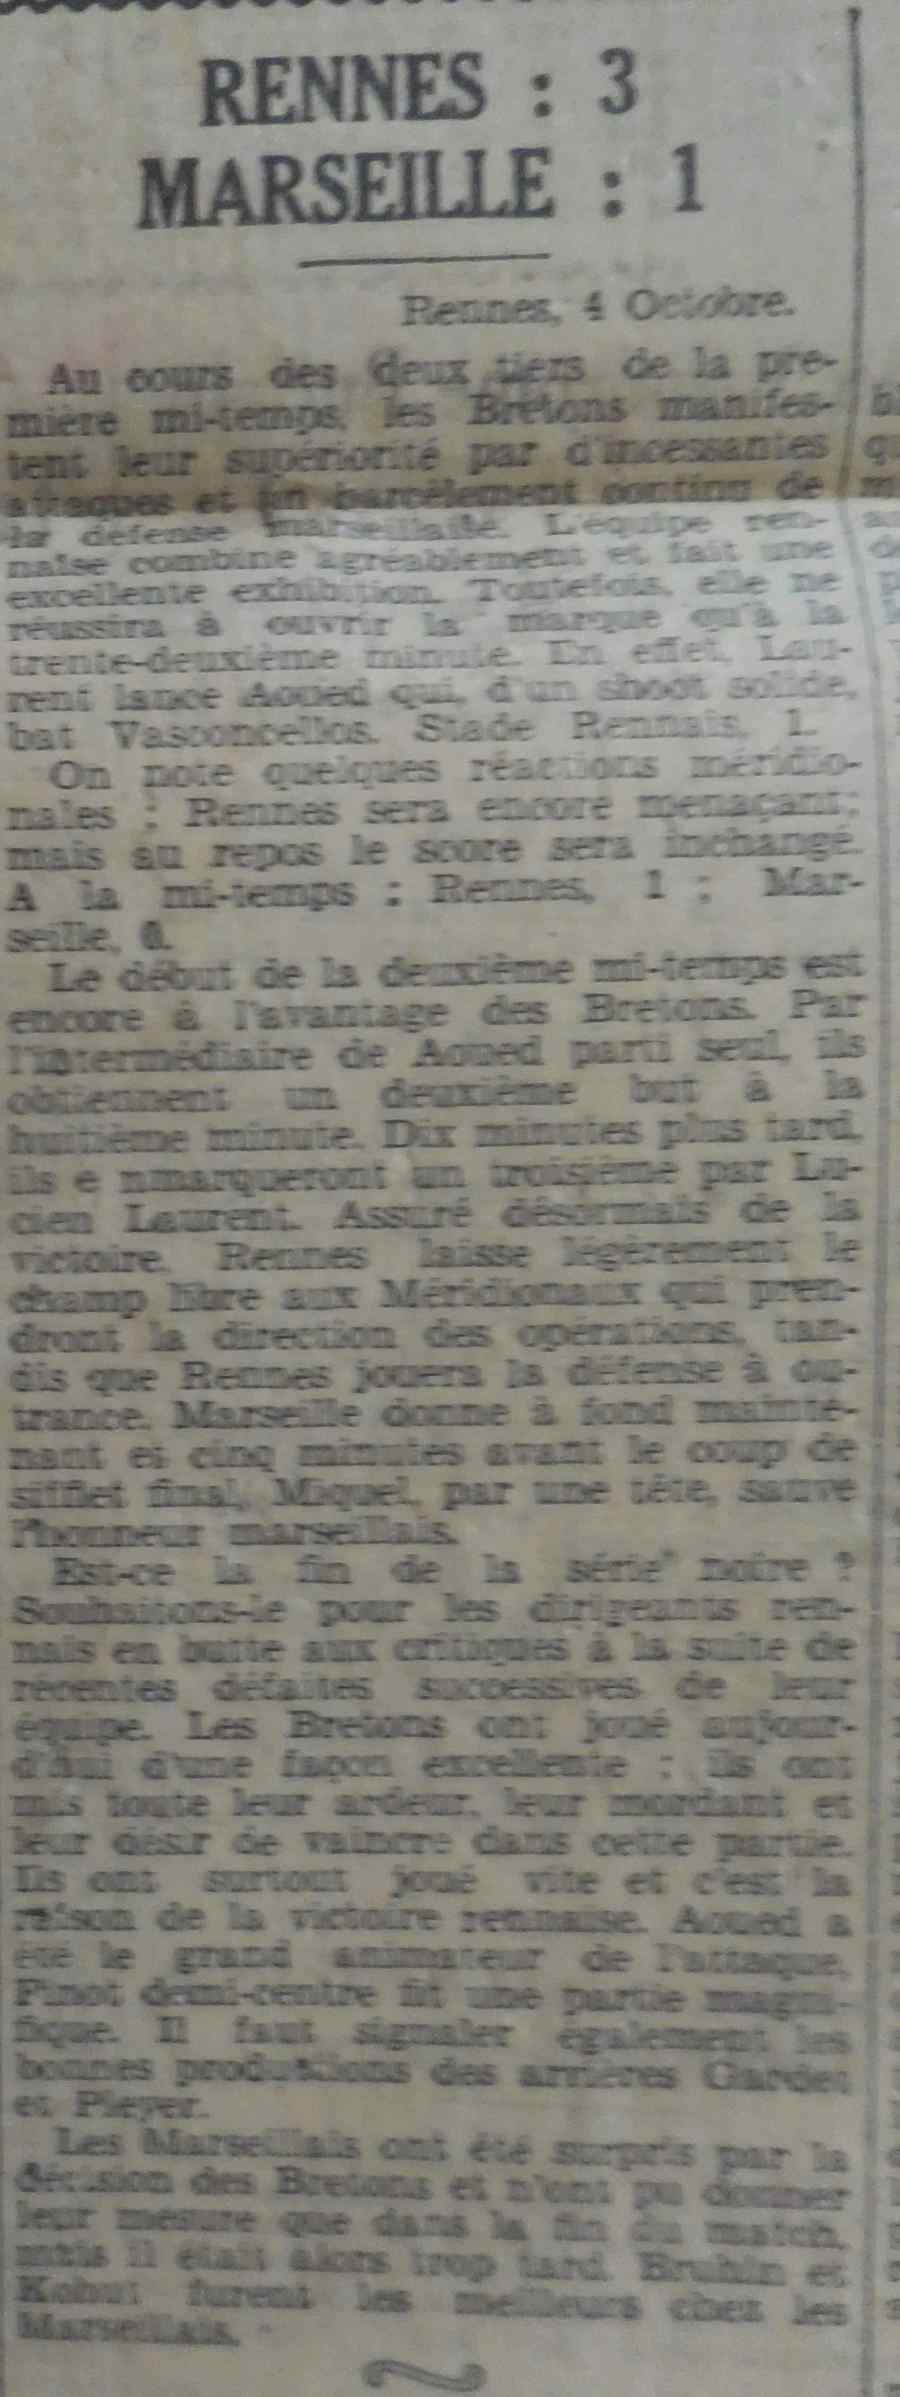 RENNES : 3
MARSEILLE : 1
Rennes, 4 Octobre.
Au cours des deux tiers de la pre-
mière mi-temps, les Bretons manifes-
tent leur supériorité par d'incessantes
attaques et un harcèlement continu de
la défense marseillaise. L'équipe ren-
naise combine agréablement et fait une
excellente exhibition. Toutefois, elle ne
réussira à ouvrir la marque qu'à la
trente-deuxième minute. En effet, Lau-
rent lance Aoued qui, d'un shoot solide,
bat Vasconcellos. Stade Rennais, 1.
On note quelques réactions méridio-
nales ; Rennes sera encore menaçant;
mais au repos le score sera inchangé.
A la mi-temps : Rennes, 1 ; Mar-
seille, 0.
Le début de la deuxième mi-temps est
encore à l'avantage des Bretons. Par
l'intermédiaire de Aoued parti seul, ils
obtiennent un deuxième but à la
huitième minute. Dix minutes plus tard,
ils e nmarqueront un troisième par Lu-
cien Laurent. Assuré désormais de la
victoire, Rennes laisse légèrement le
champ libre aux Méridionaux qui pren-
dront la direction des opérations, tan-
dis que Rennes jouera la défense à ou-
trance. Marseille donne à fond mainte-
nant et cinq minutes avant le coup de
sifflet final, Miquel, par une tête, sauve
l'honneur marseillais.
Est-ce la fin de la série noire ?
Souhaitons-le pour les dirigeants ren-
nais en butte aux critiques à la suite de
récentes défaites successives de leur
équipe. Les Bretons ont joué aujour-
d'hui d'une façon excellente ; ils ont
mis toute leur ardeur, leur mordant et
leur désir de vaincre dans cette partie.
Ils ont surtout joué vite et c'est la
raison de la victoire rennaise. Aoued a
été le grand animateur de l'attaque,
Pinot demi-centre fit une partie magni-
fique. Il faut signaler également les
bonnes productions des arrières Gardet
et Pleyer.
Les Marseillais ont été surpris par la
décision des Bretons et n'ont pu donner
leur mesure que dans la fin du match,
mais il était alors trop tard. Bruhin et
Kohut furent les meilleurs chez les
Marseillais.